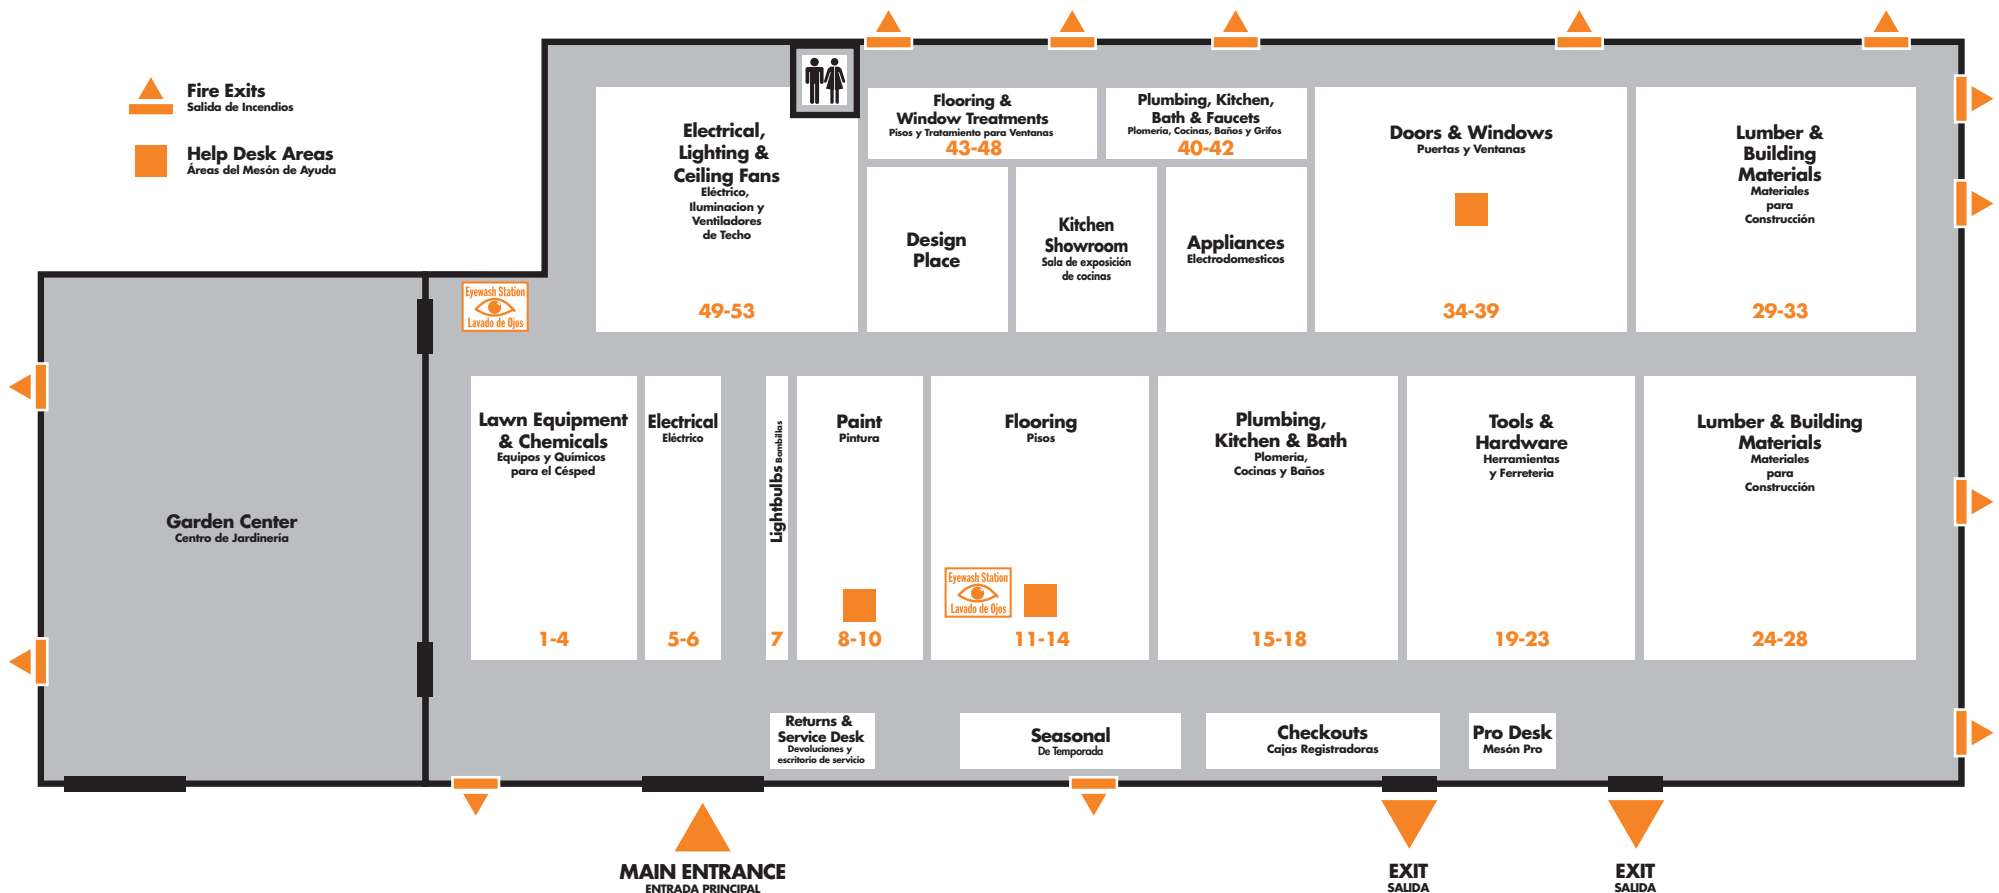 Fire Exits
Salida de Incendios
Help Desk Areas
Áreas del Mesón de Ayuda
Electrical,
Lighting &
Ceiling Fans
Eléctrico,
Iluminacion y
Ventiladores
de Techo
49-53
Flooring &
Window Treatments
Pisos y Tratamiento para Ventanas
43-48
Plumbing, Kitchen,
Bath & Faucets
Plomería, Cocinas, Baños y Grifos
40-42
Design
Place
Kitchen
Showroom
Sala de exposición
de cocinas
Appliances
Electrodomesticos
Doors & Windows
Puertas y Ventanas
34-39
Lumber &
Building
Materials
Materiales
para
Construcción
29-33
Eyewash Station
Lavado de Ojos
Garden Center
Centro de Jardinería
Lawn Equipment
& Chemicals
Equipos y Químicos
para el Césped
1-4
Electrical
Eléctrico
5-6
Lightbulbs Bombillas
7
Paint
Pintura
8-10
Flooring
Pisos
Eyewash Station
Lavado de Ojos
11-14
Plumbing,
Kitchen & Bath
Plomería,
Cocinas y Baños
15-18
Tools &
Hardware
Herramientas
y Ferreteria
19-23
Lumber & Building
Materials
Materiales
para
Construcción
24-28
Returns &
Service Desk
Devoluciones y
escritorio de servicio
Seasonal
De Temporada
Checkouts
Cajas Registradoras
Pro Desk
Mesón Pro
MAIN ENTRANCE
ENTRADA PRINCIPAL
EXIT
SALIDA
EXIT
SALIDA